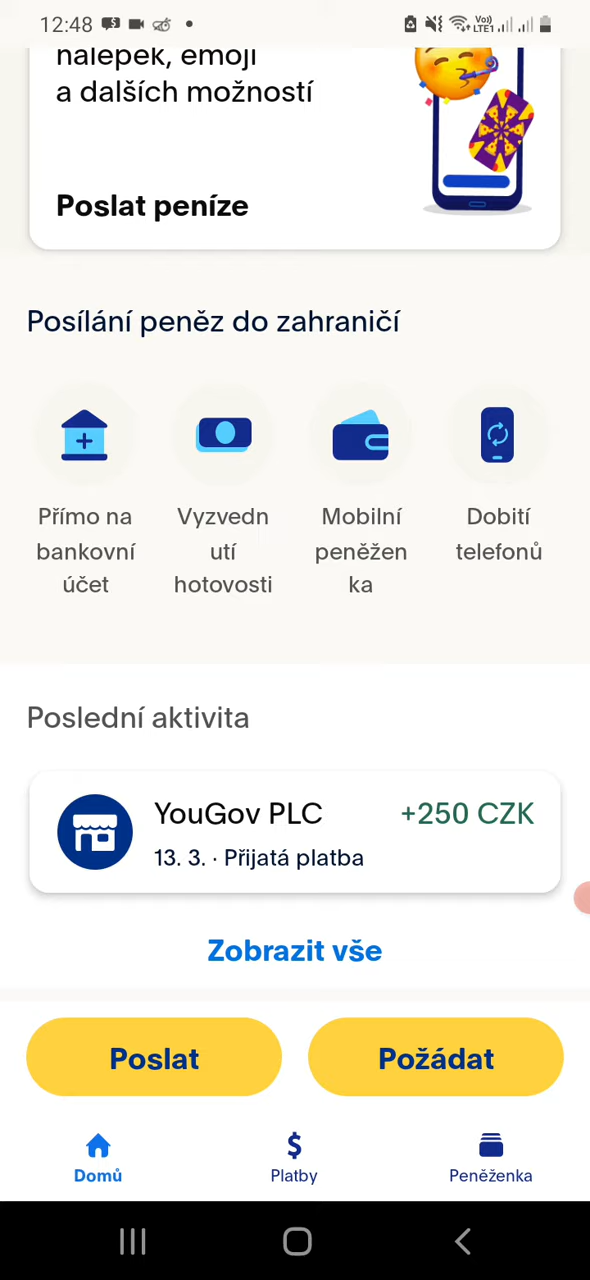 12:48
Vo) LTE1
nálepek, emoji
a dalších možností
Poslat peníze
Posílání peněz do zahraničí
Přímo na
bankovní
účet
Vyzvedn
utí
hotovosti
Mobilní
peněžen
ka
Dobití
telefonů
Poslední aktivita
YouGov PLC
+250 CZK
13. 3. · Přijatá platba
Zobrazit vše
Poslat
Požádat
Domů
Platby
Peněženka